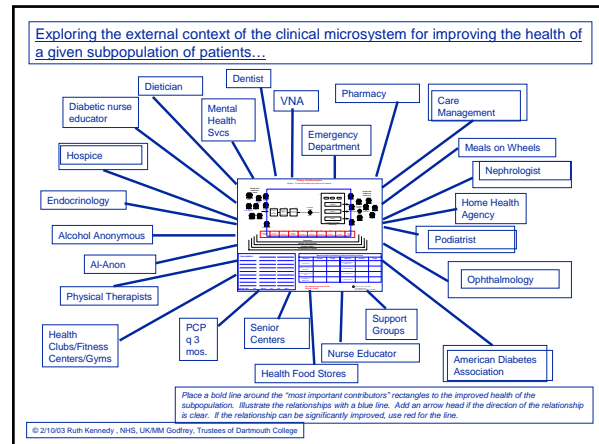 Exploring the external context of the clinical microsystem for improving the health of
a given subpopulation of patients…
Dentist
Dietician
VNA
Pharmacy
Care
Management
Diabetic nurse
educator
Mental
Health
Svcs
Emergency
Department
Meals on Wheels
Hospice
Nephrologist
Endocrinology
Home Health
Agency
Alcohol Anonymous
Podiatrist
Al-Anon
Ophthalmology
Physical Therapists
Health
Clubs/Fitness
Centers/Gyms
PCP
q 3
mos.
Senior
Centers
Support
Groups
Nurse Educator
Health Food Stores
American Diabetes
Association
Place a bold line around the “most important contributors” rectangles to the improved health of the
subpopulation. Illustrate the relationships with a blue line. Add an arrow head if the direction of the relationship
is clear. If the relationship can be significantly improved, use red for the line.
© 2/10/03 Ruth Kennedy , NHS, UK/MM Godfrey, Trustees of Dartmouth College